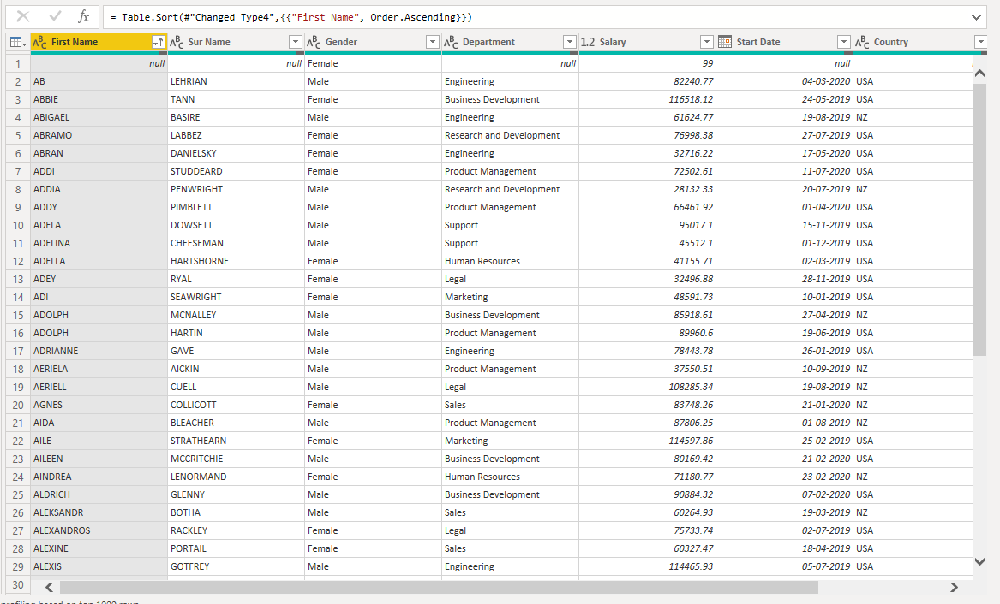 fx = Table.Sort(#"Changed Type4",{{"First Name", Order.Ascending}})
ABC First Name ABC Sur Name ABC Gender ABC Department 1.2 Salary Start Date ABC Country
1 null null Female null 99 null
2 AB LEHRIAN Male Engineering 82240.77 04-03-2020 USA
3 ABBIE TANN Female Business Development 116518.12 24-05-2019 USA
4 ABIGAEL BASIRE Male Engineering 61624.77 19-08-2019 NZ
5 ABRAMO LABBEZ Female Research and Development 76998.38 27-07-2019 USA
6 ABRAN DANIELSKY Female Engineering 32716.22 17-05-2020 USA
7 ADDI STUDDEARD Female Product Management 72502.61 11-07-2020 USA
8 ADDIA PENWRIGHT Male Research and Development 28132.33 20-07-2019 NZ
9 ADDY PIMBLETT Male Product Management 66461.92 01-04-2020 USA
10 ADELA DOWSETT Male Support 95017.1 15-11-2019 USA
11 ADELINA CHEESEMAN Male Support 45512.1 01-12-2019 USA
12 ADELLA HARTSHORNE Female Human Resources 41155.71 02-03-2019 USA
13 ADEY RYAL Female Legal 32496.88 28-11-2019 USA
14 ADI SEAWRIGHT Female Marketing 48591.73 10-01-2019 USA
15 ADOLPH MCNALLEY Male Business Development 85918.61 27-04-2019 NZ
16 ADOLPH HARTIN Male Product Management 89960.6 19-06-2019 USA
17 ADRIANNE GAVE Male Engineering 78443.78 26-01-2019 USA
18 AERIELA AICKIN Male Product Management 37550.51 10-09-2019 NZ
19 AERIELL CUELL Male Legal 108285.34 19-08-2019 NZ
20 AGNES COLLICOTT Female Sales 83748.26 21-01-2020 NZ
21 AIDA BLEACHER Male Product Management 87806.25 01-08-2019 NZ
22 AILE STRATHEARN Female Marketing 114597.86 25-02-2019 USA
23 AILEEN MCCRITCHIE Male Business Development 80169.42 21-02-2020 USA
24 AINDREA LENORMAND Female Human Resources 71180.77 23-02-2020 NZ
25 ALDRICH GLENNY Male Business Development 90884.32 07-02-2020 USA
26 ALEKSANDR BOTHA Male Sales 60264.93 19-03-2019 NZ
27 ALEXANDROS RACKLEY Female Legal 75733.74 02-07-2019 USA
28 ALEXINE PORTAIL Female Sales 60327.47 18-04-2019 USA
29 ALEXIS GOTFREY Male Engineering 114465.93 05-07-2019 USA
30
profiling based on top 1000 rows